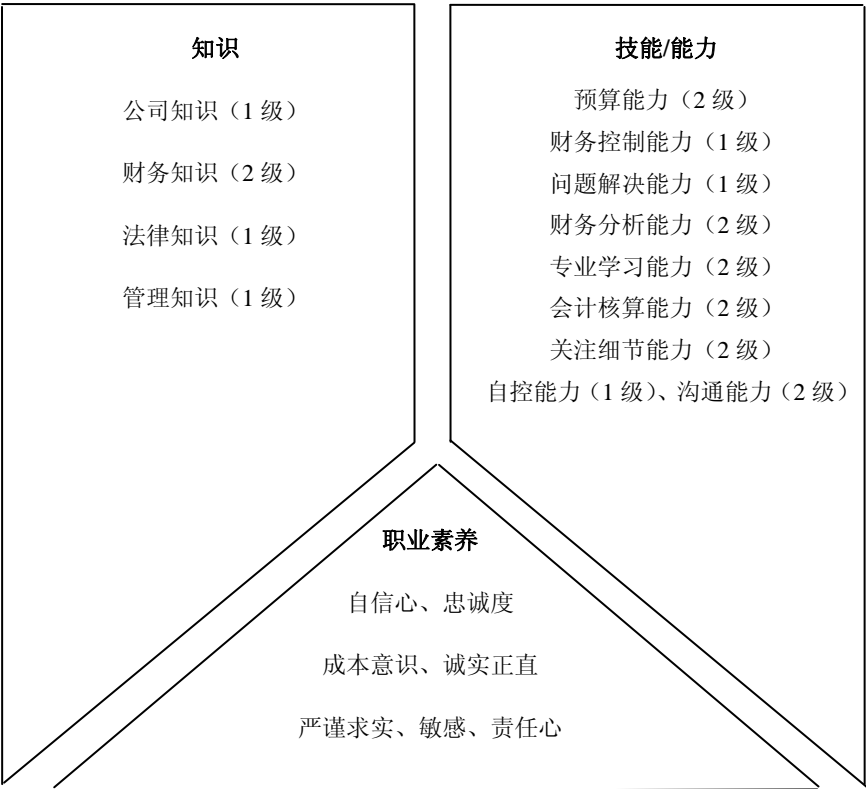 知识
公司知识（1 级）
财务知识（2 级）
法律知识（1 级）
管理知识（1 级）
技能/能力
预算能力（2 级）
财务控制能力（1 级）
问题解决能力（1 级）
财务分析能力（2 级）
专业学习能力（2 级）
会计核算能力（2 级）
关注细节能力（2 级）
自控能力（1 级）、沟通能力（2 级）
职业素养
自信心、忠诚度
成本意识、诚实正直
严谨求实、敏感、责任心